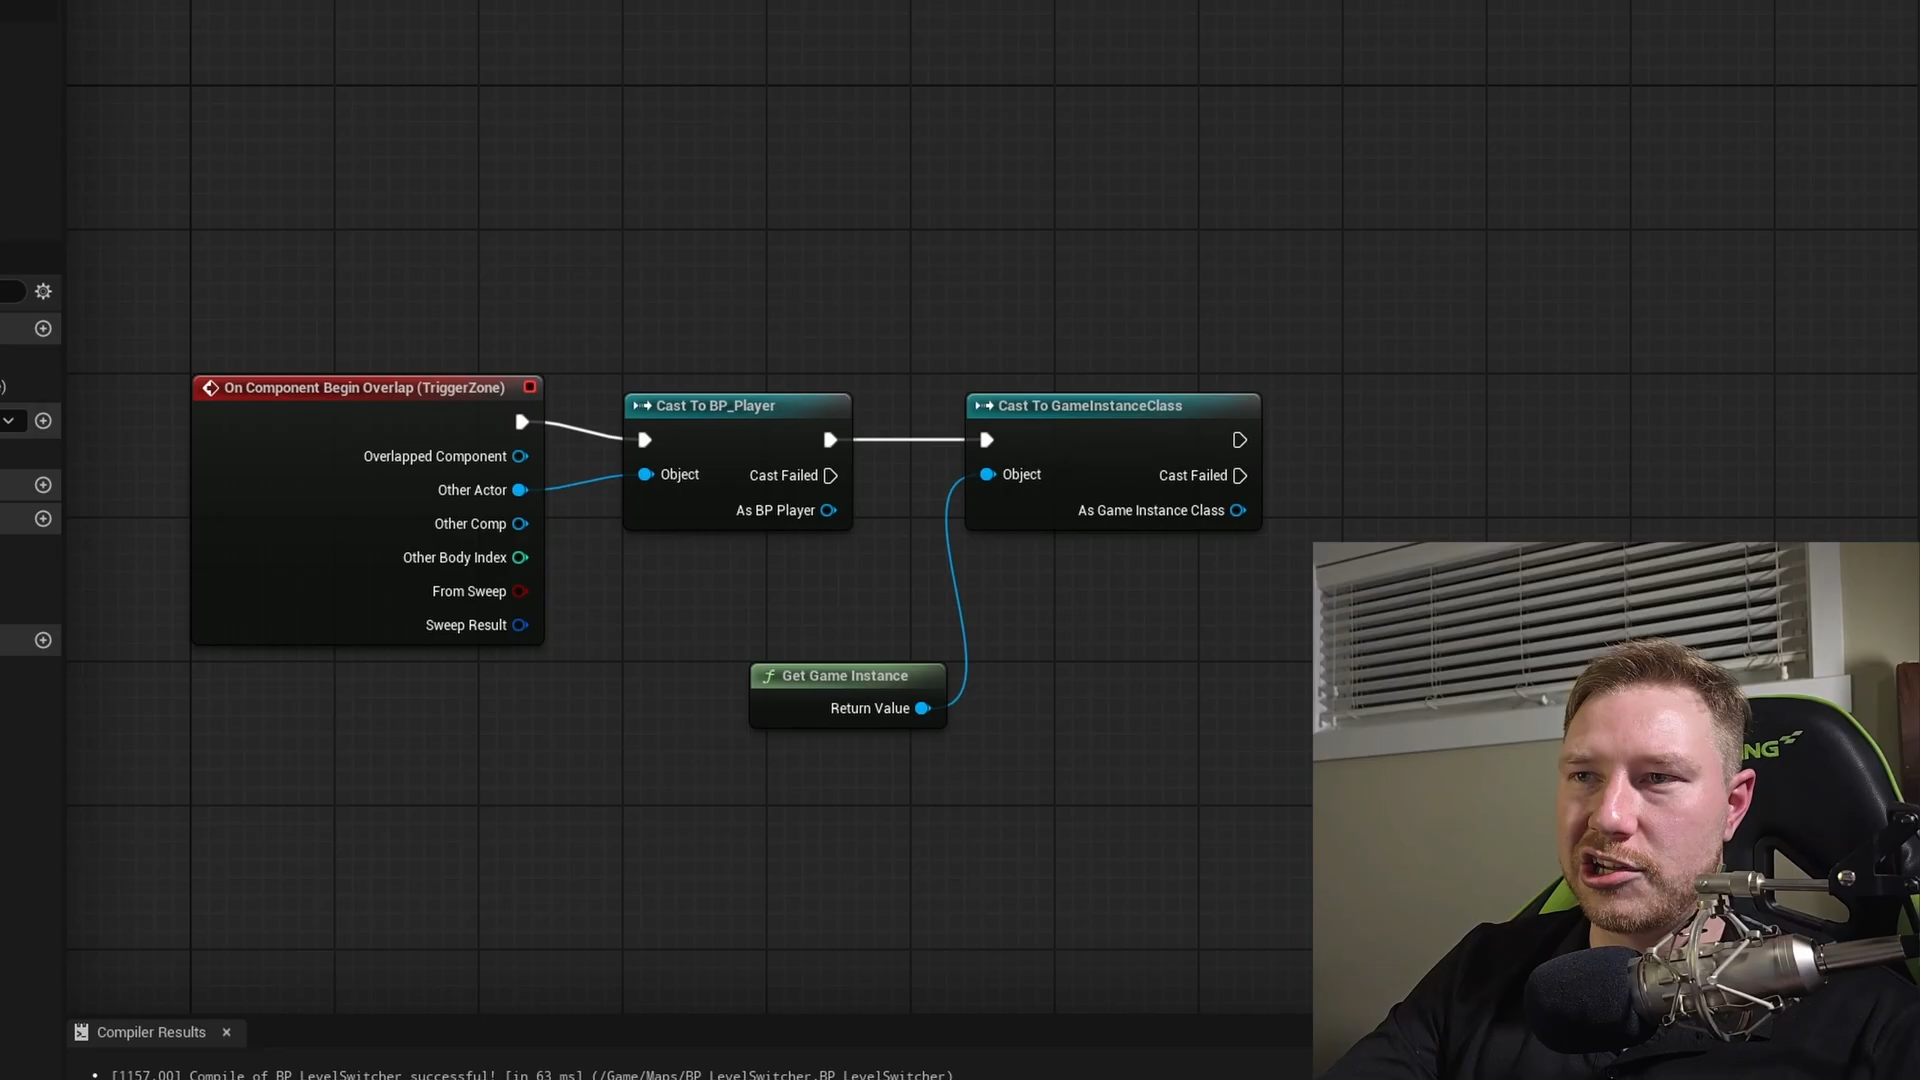 On Component Begin Overlap (TriggerZone)
Overlapped Component
Other Actor
Other Comp
Other Body Index
From Sweep
Sweep Result
Cast To BP_Player
Object
Cast Failed
As BP Player
Cast To GameInstanceClass
Object
Cast Failed
As Game Instance Class
Get Game Instance
Return Value
NG
Compiler Results
[1157.00] Compile of BP_LevelSwitcher successful! [in 63 ms] (/Game/Maps/BP_LevelSwitcher.BP_LevelSwitcher)